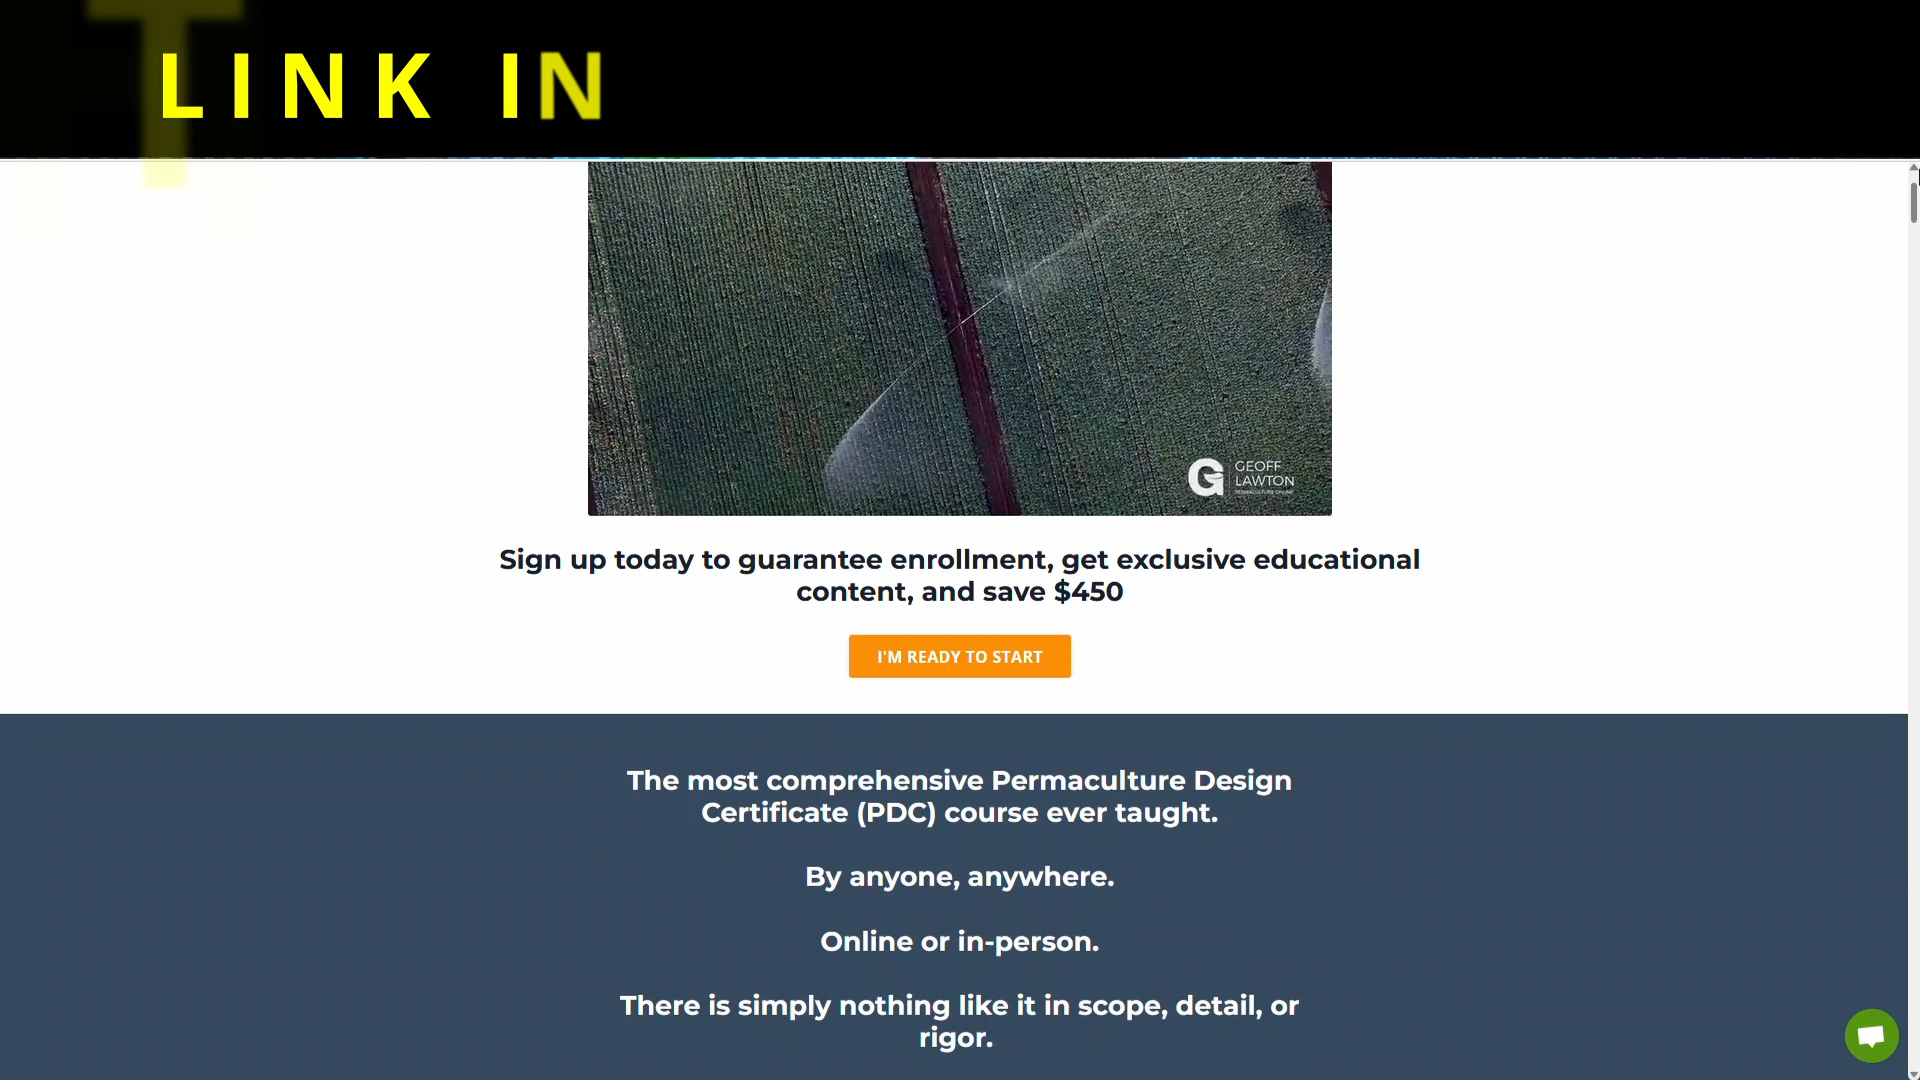 LINK IN
T
GEOFF
LAWTON
PERMACULTURE ONLINE
Sign up today to guarantee enrollment, get exclusive educational
content, and save $450
I'M READY TO START
The most comprehensive Permaculture Design
Certificate (PDC) course ever taught.
By anyone, anywhere.
Online or in-person.
There is simply nothing like it in scope, detail, or
rigor.